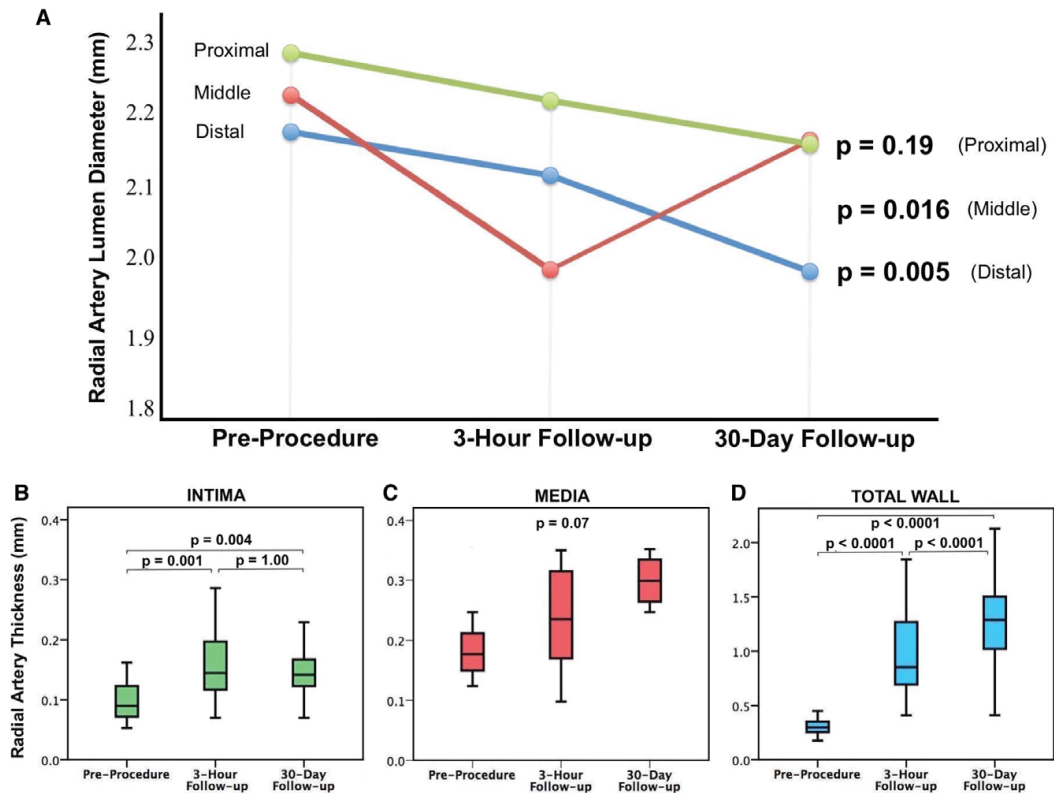 A
Radial Artery Lumen Diameter (mm)
2.3
2.2
2.1
2.0
1.9
1.8
Proximal
Middle
Distal
p = 0.19 (Proximal)
p = 0.016 (Middle)
p = 0.005 (Distal)
Pre-Procedure 3-Hour Follow-up 30-Day Follow-up
B
INTIMA
Radial Artery Thickness (mm)
0.4
0.3
0.2
0.1
0.0
p = 0.004
p = 0.001 p = 1.00
Pre-Procedure 3-Hour 30-Day
Follow-up Follow-up
C
MEDIA
0.4
0.3
0.2
0.1
0.0
p = 0.07
Pre-Procedure 3-Hour 30-Day
Follow-up Follow-up
D
TOTAL WALL
2.0
1.5
1.0
0.5
0.0
p < 0.0001
p < 0.0001 p < 0.0001
Pre-Procedure 3-Hour 30-Day
Follow-up Follow-up